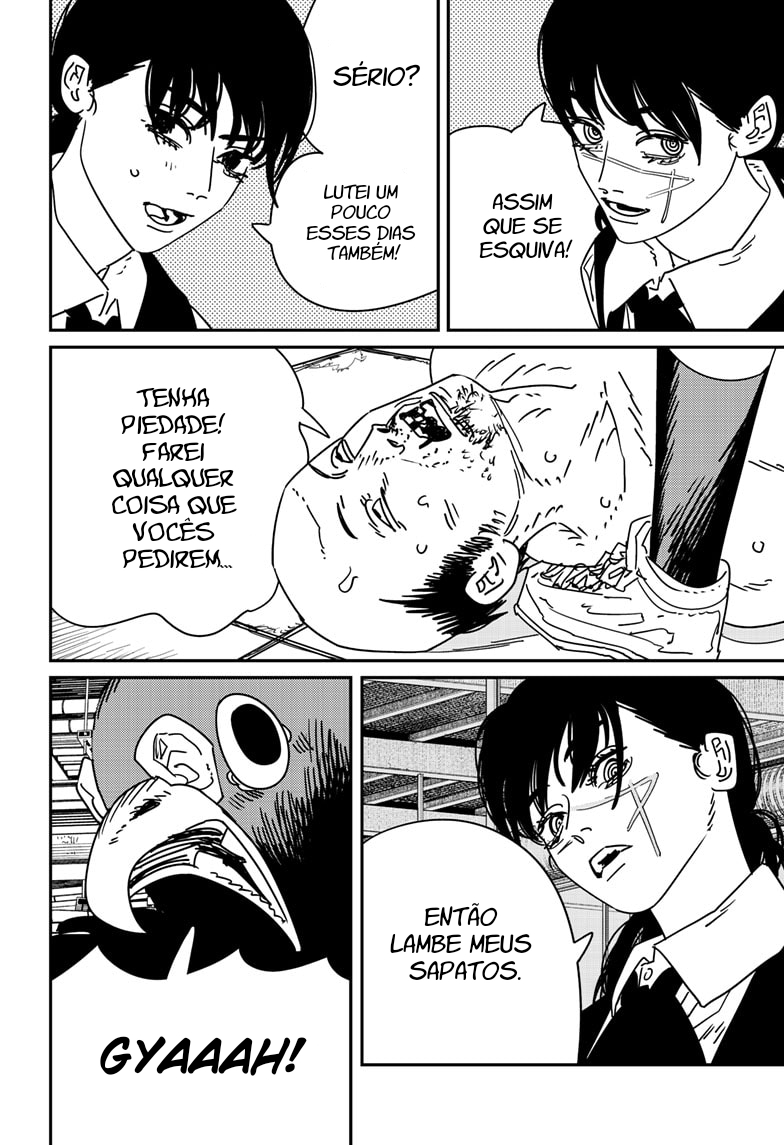 ASSIM
QUE SE
ESQUIVA!
SÉRIO?
LUTEI UM
POUCO
ESSES DIAS
TAMBÉM!
TENHA
PIEDADE!
FAREI
QUALQUER
COISA QUE
VOCÊS
PEDIREM...
ENTÃO
LAMBE MEUS
SAPATOS.
GYAAAH!